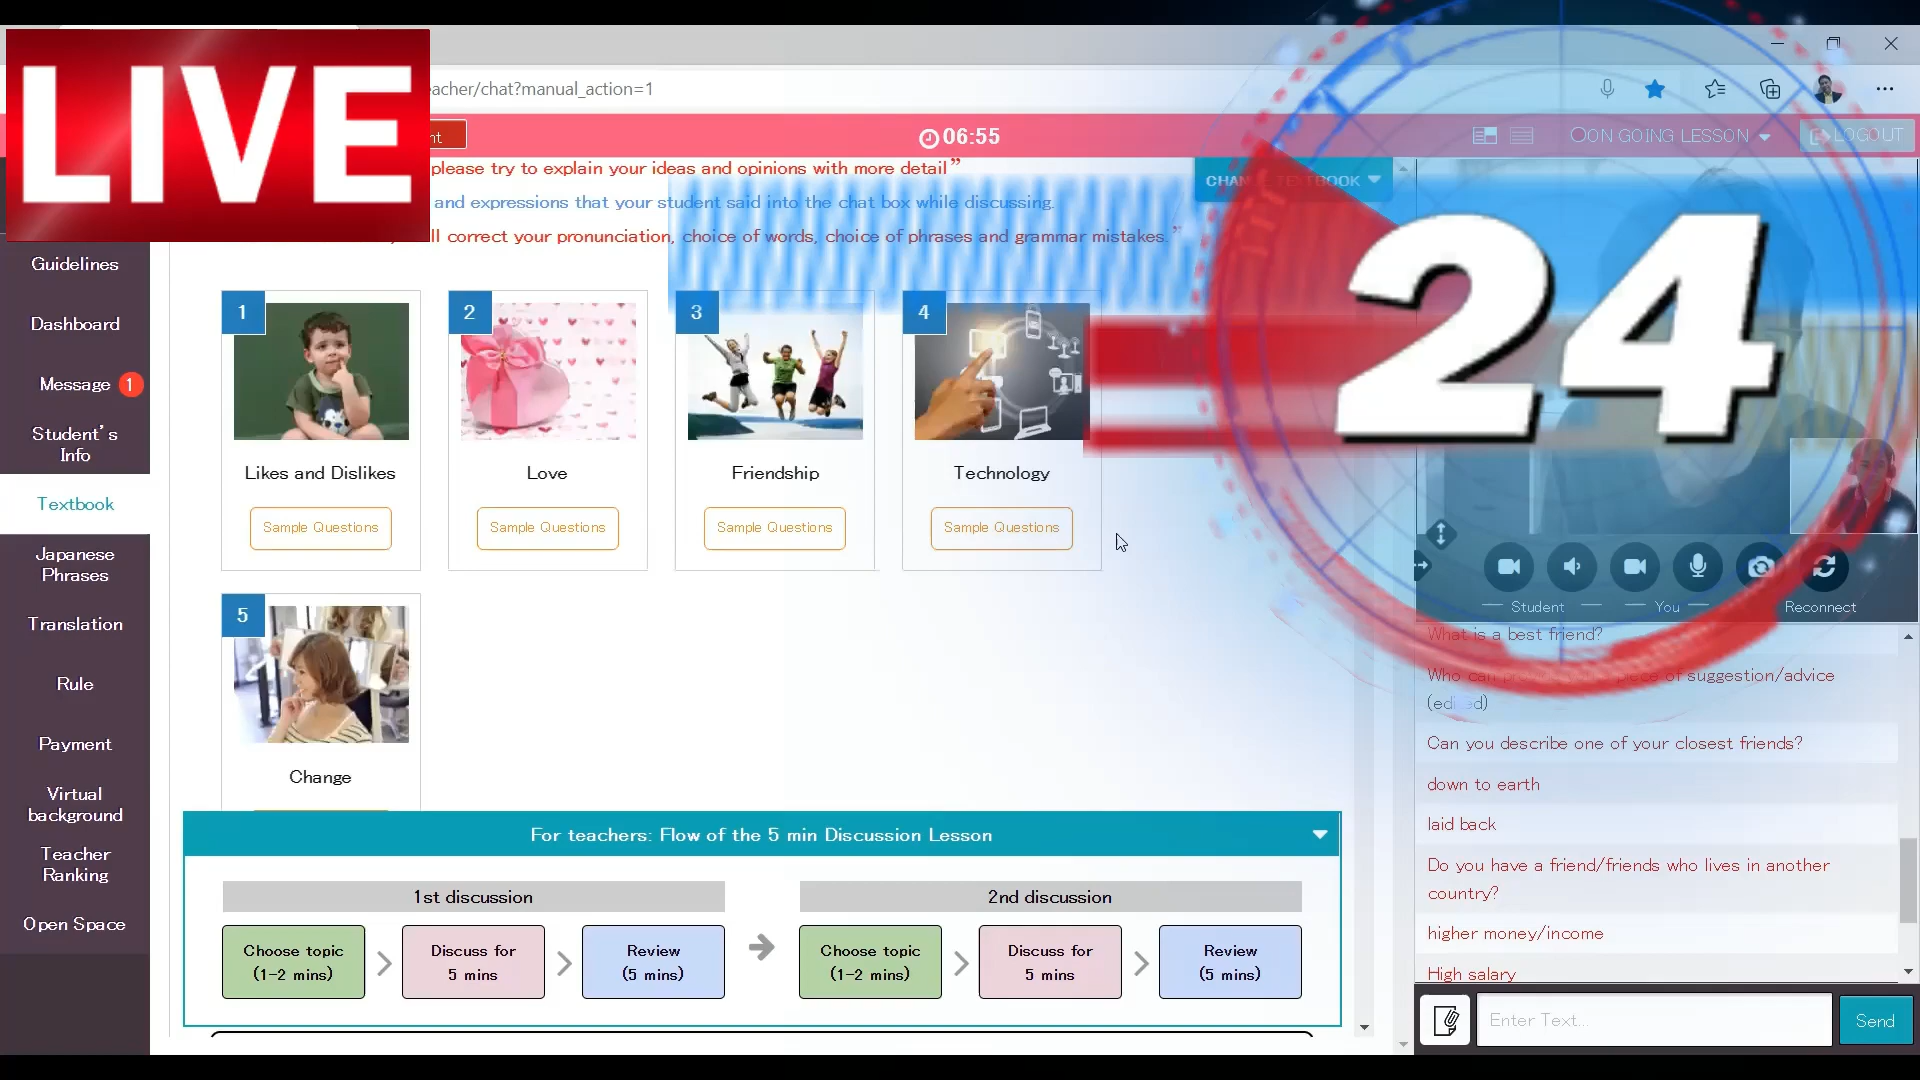 LIVE
24
eacher/chat?manual_action=1
nt
06:55
ON GOING LESSON
LOGOUT
please try to explain your ideas and opinions with more detail”
and expressions that your student said into the chat box while discussing.
ll correct your pronunciation, choice of words, choice of phrases and grammar mistakes.”
Guidelines
Dashboard
Message 1
Student's
Info
Textbook
Japanese
Phrases
Translation
Rule
Payment
Virtual
background
Teacher
Ranking
Open Space
1
Likes and Dislikes
Sample Questions
2
Love
Sample Questions
3
Friendship
Sample Questions
4
Technology
Sample Questions
5
Change
For teachers: Flow of the 5 min Discussion Lesson
1st discussion
Choose topic
(1-2 mins)
Discuss for
5 mins
Review
(5 mins)
2nd discussion
Choose topic
(1-2 mins)
Discuss for
5 mins
Review
(5 mins)
Student
You
Reconnect
What is a best friend?
Who can piece of suggestion/advice
(edited)
Can you describe one of your closest friends?
down to earth
laid back
Do you have a friend/friends who lives in another
country?
higher money/income
High salary
Enter Text...
Send